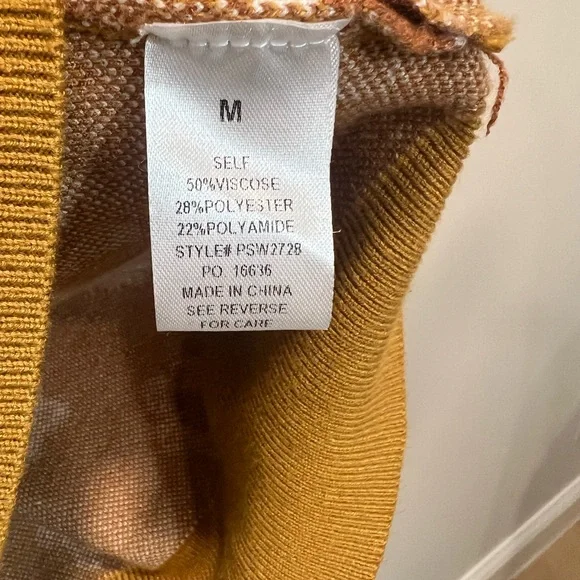 M
SELF
50%VISCOSE
28%POLYESTER
22%POLYAMIDE
STYLE# PSW2728
PO 16636
MADE IN CHINA
SEE REVERSE
FOR CARE